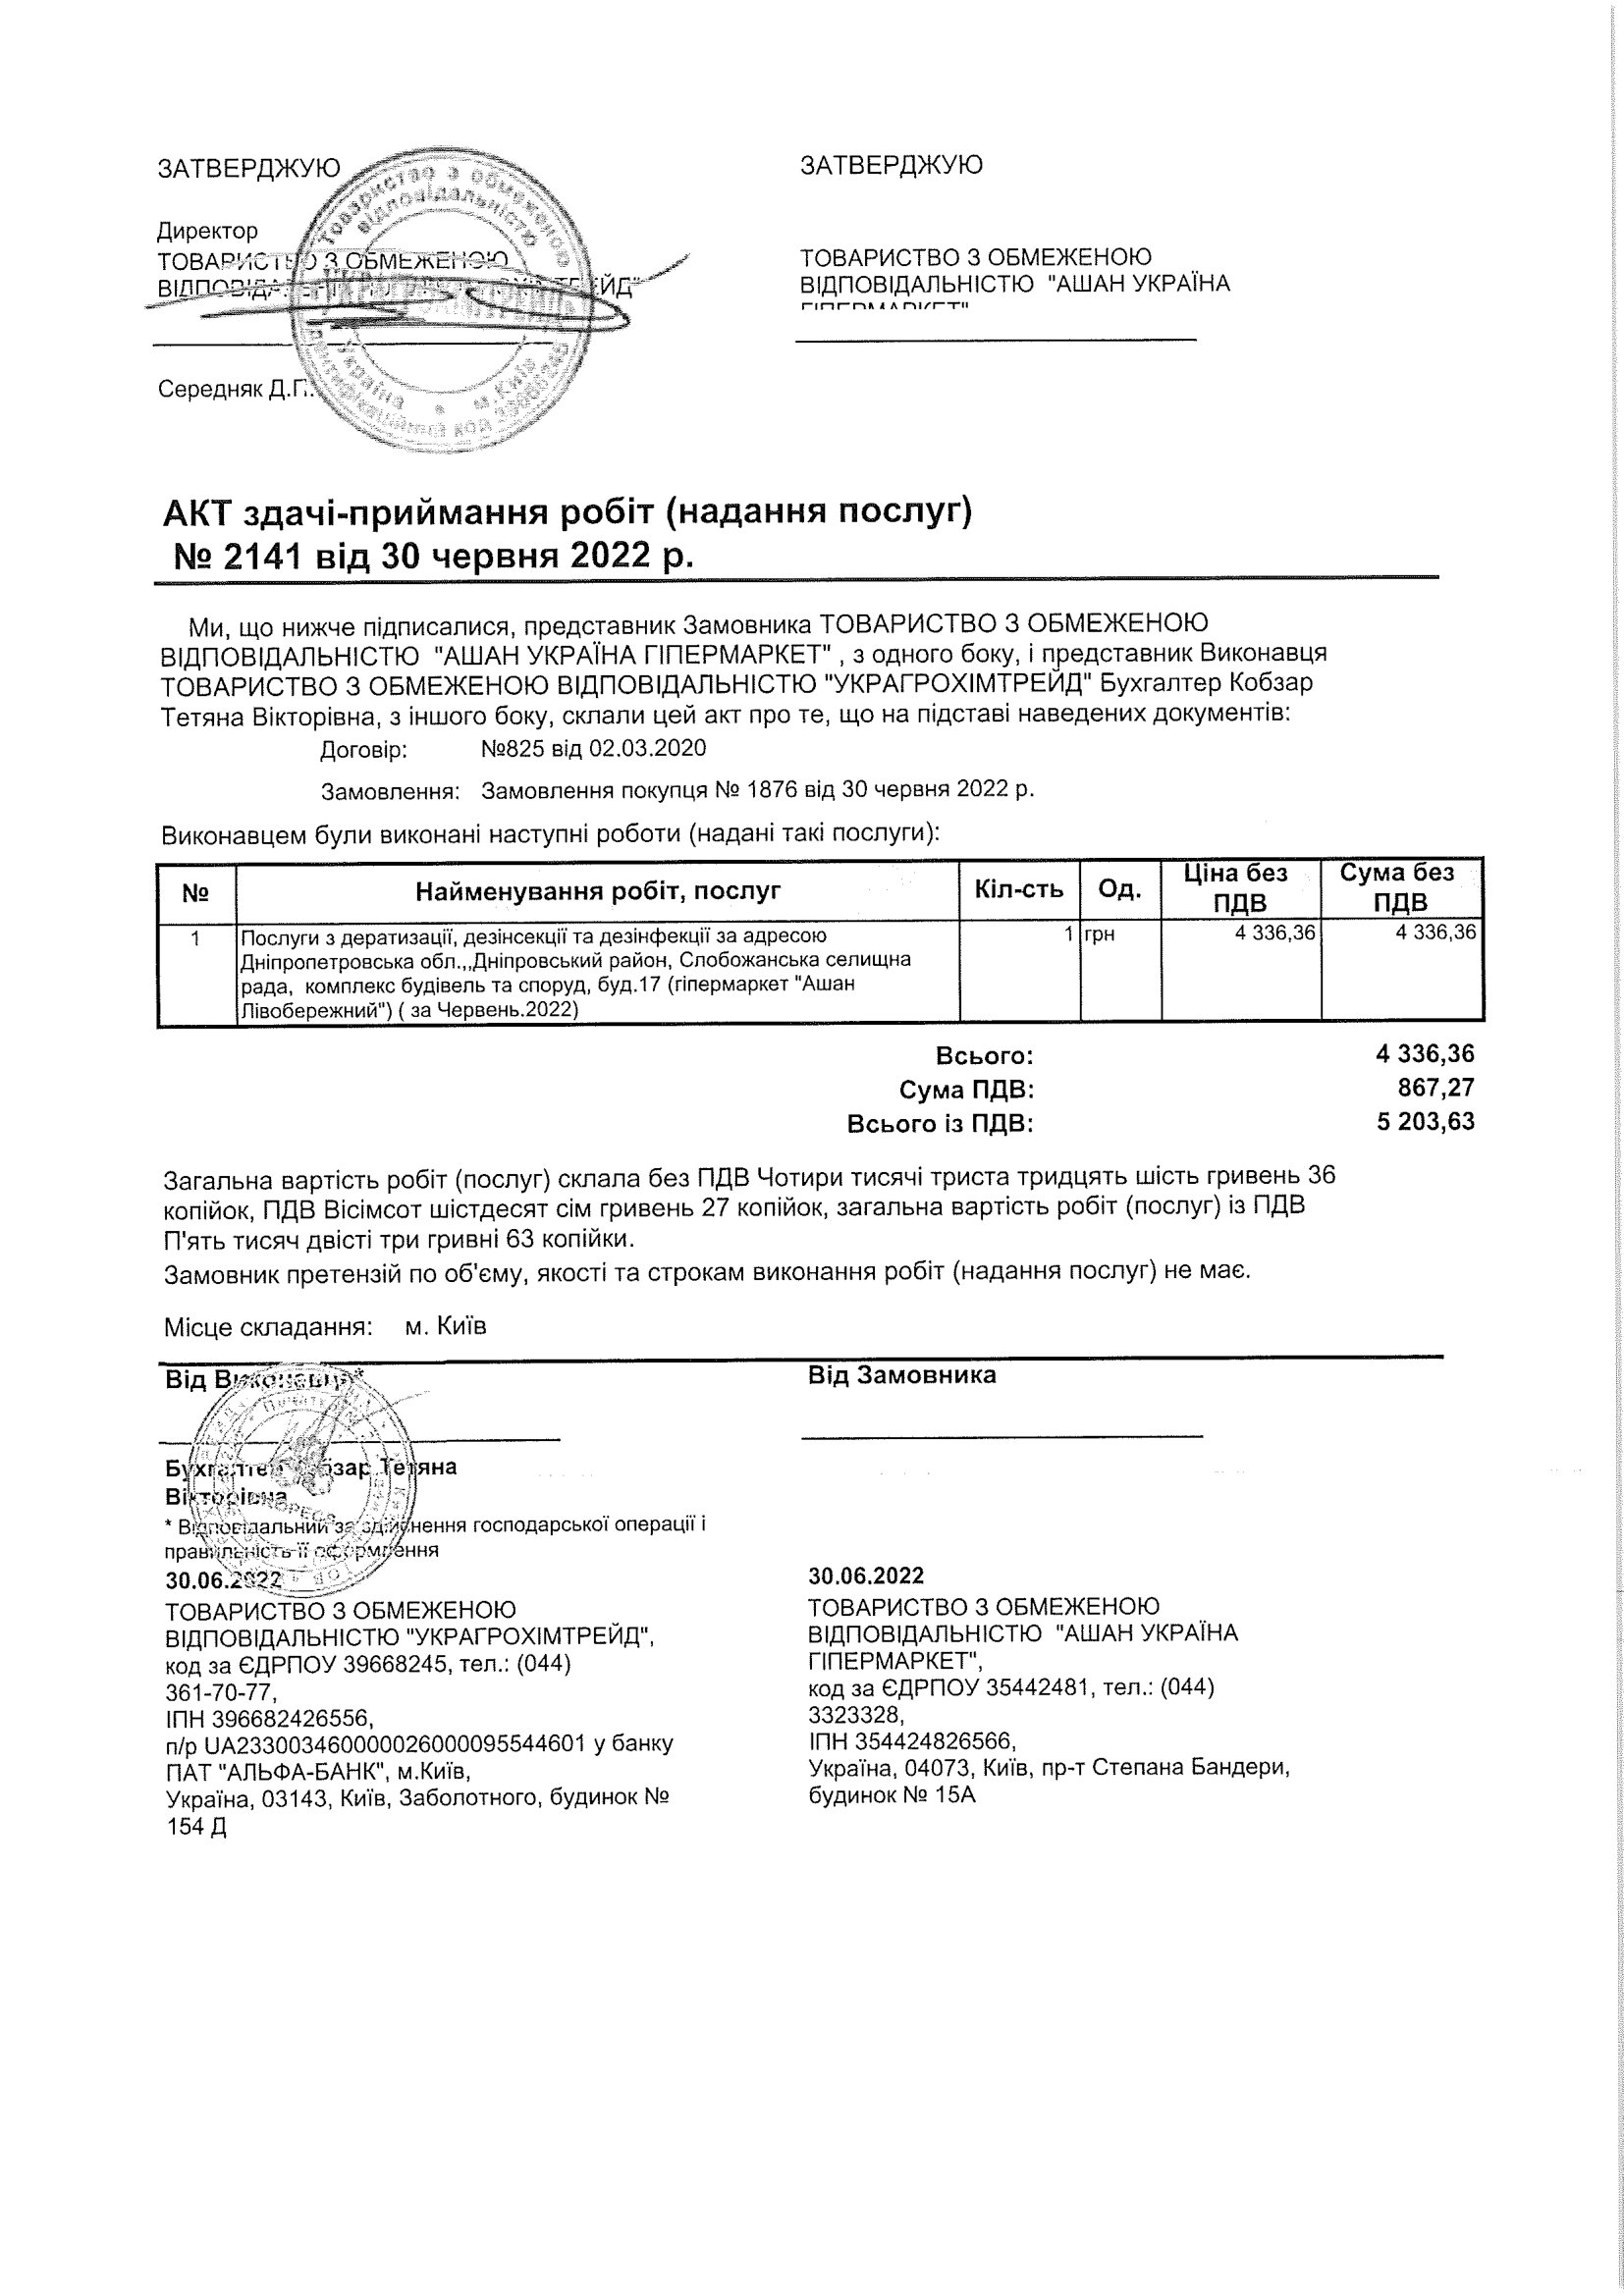 ЗАТВЕРДЖУЮ
Директор
ТОВАРИСТВО З ОБМЕЖЕНОЮ
Середняк Д.П.
Товариство з обмеженою
відповідальністю
Україна * м.Київ
ідентифікаційний код 39668245
ЗАТВЕРДЖУЮ
ТОВАРИСТВО З ОБМЕЖЕНОЮ
ВІДПОВІДАЛЬНІСТЮ "АШАН УКРАЇНА
ГІПЕРМАРКЕТ"
АКТ здачі-приймання робіт (надання послуг)
№ 2141 від 30 червня 2022 р.
Ми, що нижче підписалися, представник Замовника ТОВАРИСТВО З ОБМЕЖЕНОЮ
ВІДПОВІДАЛЬНІСТЮ "АШАН УКРАЇНА ГІПЕРМАРКЕТ" , з одного боку, і представник Виконавця
ТОВАРИСТВО З ОБМЕЖЕНОЮ ВІДПОВІДАЛЬНІСТЮ "УКРАГРОХІМТРЕЙД" Бухгалтер Кобзар
Тетяна Вікторівна, з іншого боку, склали цей акт про те, що на підставі наведених документів:
Договір: №825 від 02.03.2020
Замовлення: Замовлення покупця № 1876 від 30 червня 2022 р.
Виконавцем були виконані наступні роботи (надані такі послуги):
№ Найменування робіт, послуг Кіл-сть Од. Ціна без ПДВ Сума без ПДВ
1 Послуги з дератизації, дезінсекції та дезінфекції за адресою 1 грн 4 336,36 4 336,36
Дніпропетровська обл.,,Дніпровський район, Слобожанська селищна
рада, комплекс будівель та споруд, буд.17 (гіпермаркет "Ашан
Лівобережний") ( за Червень.2022)
Всього: 4 336,36
Сума ПДВ: 867,27
Всього із ПДВ: 5 203,63
Загальна вартість робіт (послуг) склала без ПДВ Чотири тисячі триста тридцять шість гривень 36
копійок, ПДВ Вісімсот шістдесят сім гривень 27 копійок, загальна вартість робіт (послуг) із ПДВ
П'ять тисяч двісті три гривні 63 копійки.
Замовник претензій по об'єму, якості та строкам виконання робіт (надання послуг) не має.
Місце складання: м. Київ
Від Виконавця*
Бухгалтер Кобзар Тетяна
Вікторівна
* Відповідальний за здійснення господарської операції і
правильність її оформлення
30.06.2022
ТОВАРИСТВО З ОБМЕЖЕНОЮ
ВІДПОВІДАЛЬНІСТЮ "УКРАГРОХІМТРЕЙД",
код за ЄДРПОУ 39668245, тел.: (044)
361-70-77,
ІПН 396682426556,
п/р UA233003460000026000095544601 у банку
ПАТ "АЛЬФА-БАНК", м.Київ,
Україна, 03143, Київ, Заболотного, будинок №
154 Д
Від Замовника
30.06.2022
ТОВАРИСТВО З ОБМЕЖЕНОЮ
ВІДПОВІДАЛЬНІСТЮ "АШАН УКРАЇНА
ГІПЕРМАРКЕТ",
код за ЄДРПОУ 35442481, тел.: (044)
3323328,
ІПН 354424826566,
Україна, 04073, Київ, пр-т Степана Бандери,
будинок № 15А